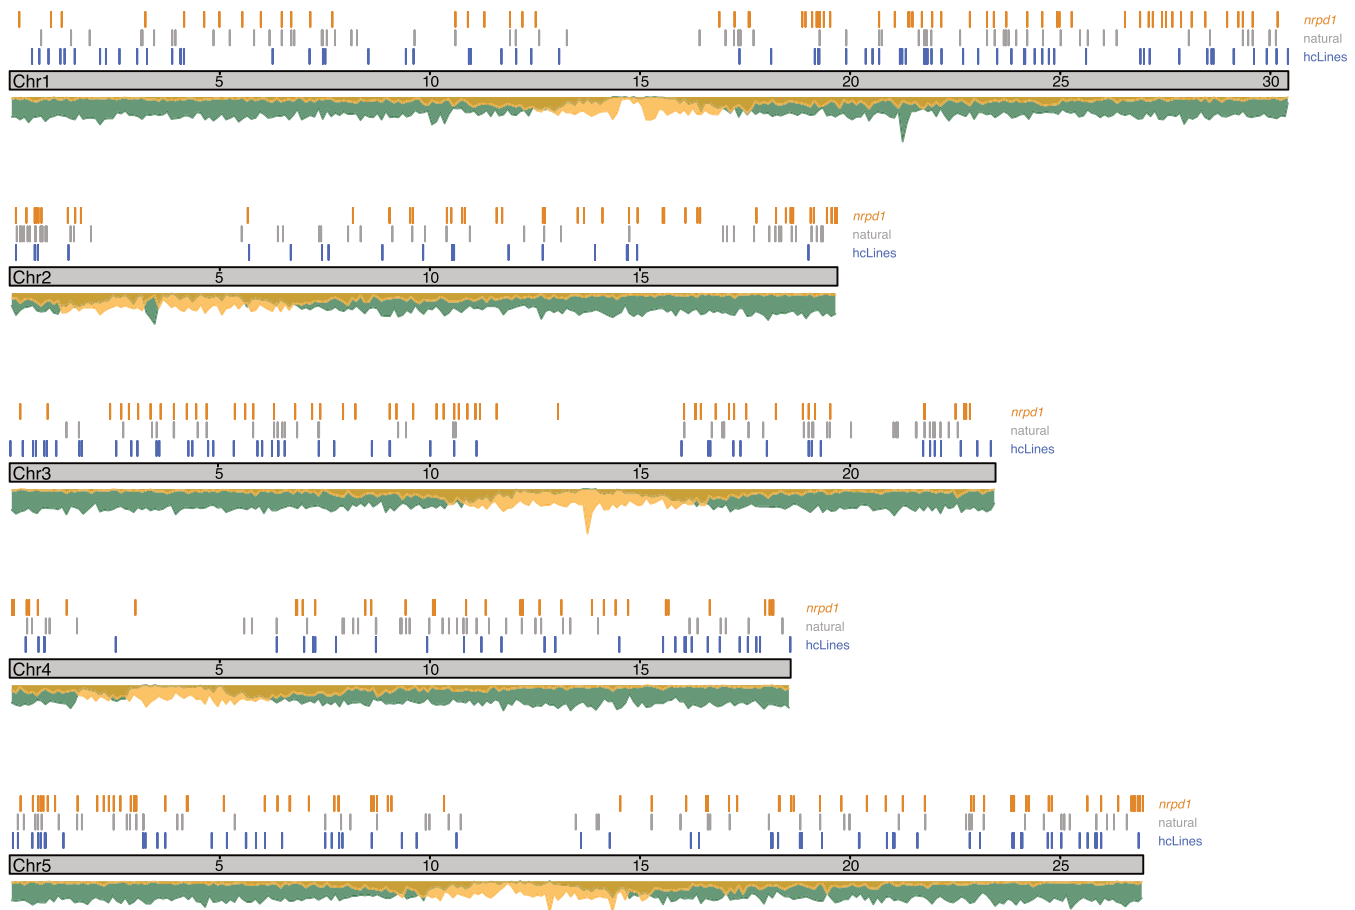 nrpd1
natural
hcLines
Chr1 5 10 15 20 25 30
nrpd1
natural
hcLines
Chr2 5 10 15
nrpd1
natural
hcLines
Chr3 5 10 15 20
nrpd1
natural
hcLines
Chr4 5 10 15
nrpd1
natural
hcLines
Chr5 5 10 15 20 25